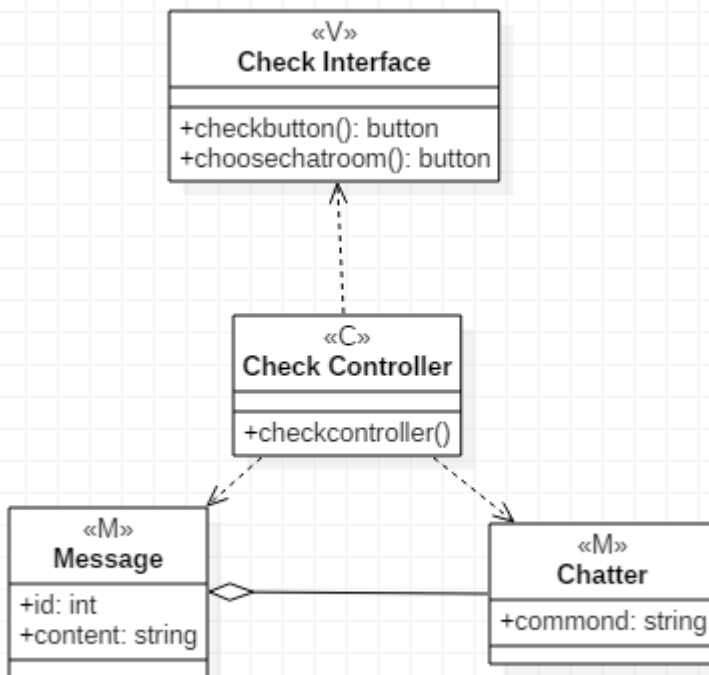 «V»
Check Interface
+checkbutton(): button
+choosechatroom(): button
«C»
Check Controller
+checkcontroller()
«M»
Message
+id: int
+content: string
«M»
Chatter
+commond: string